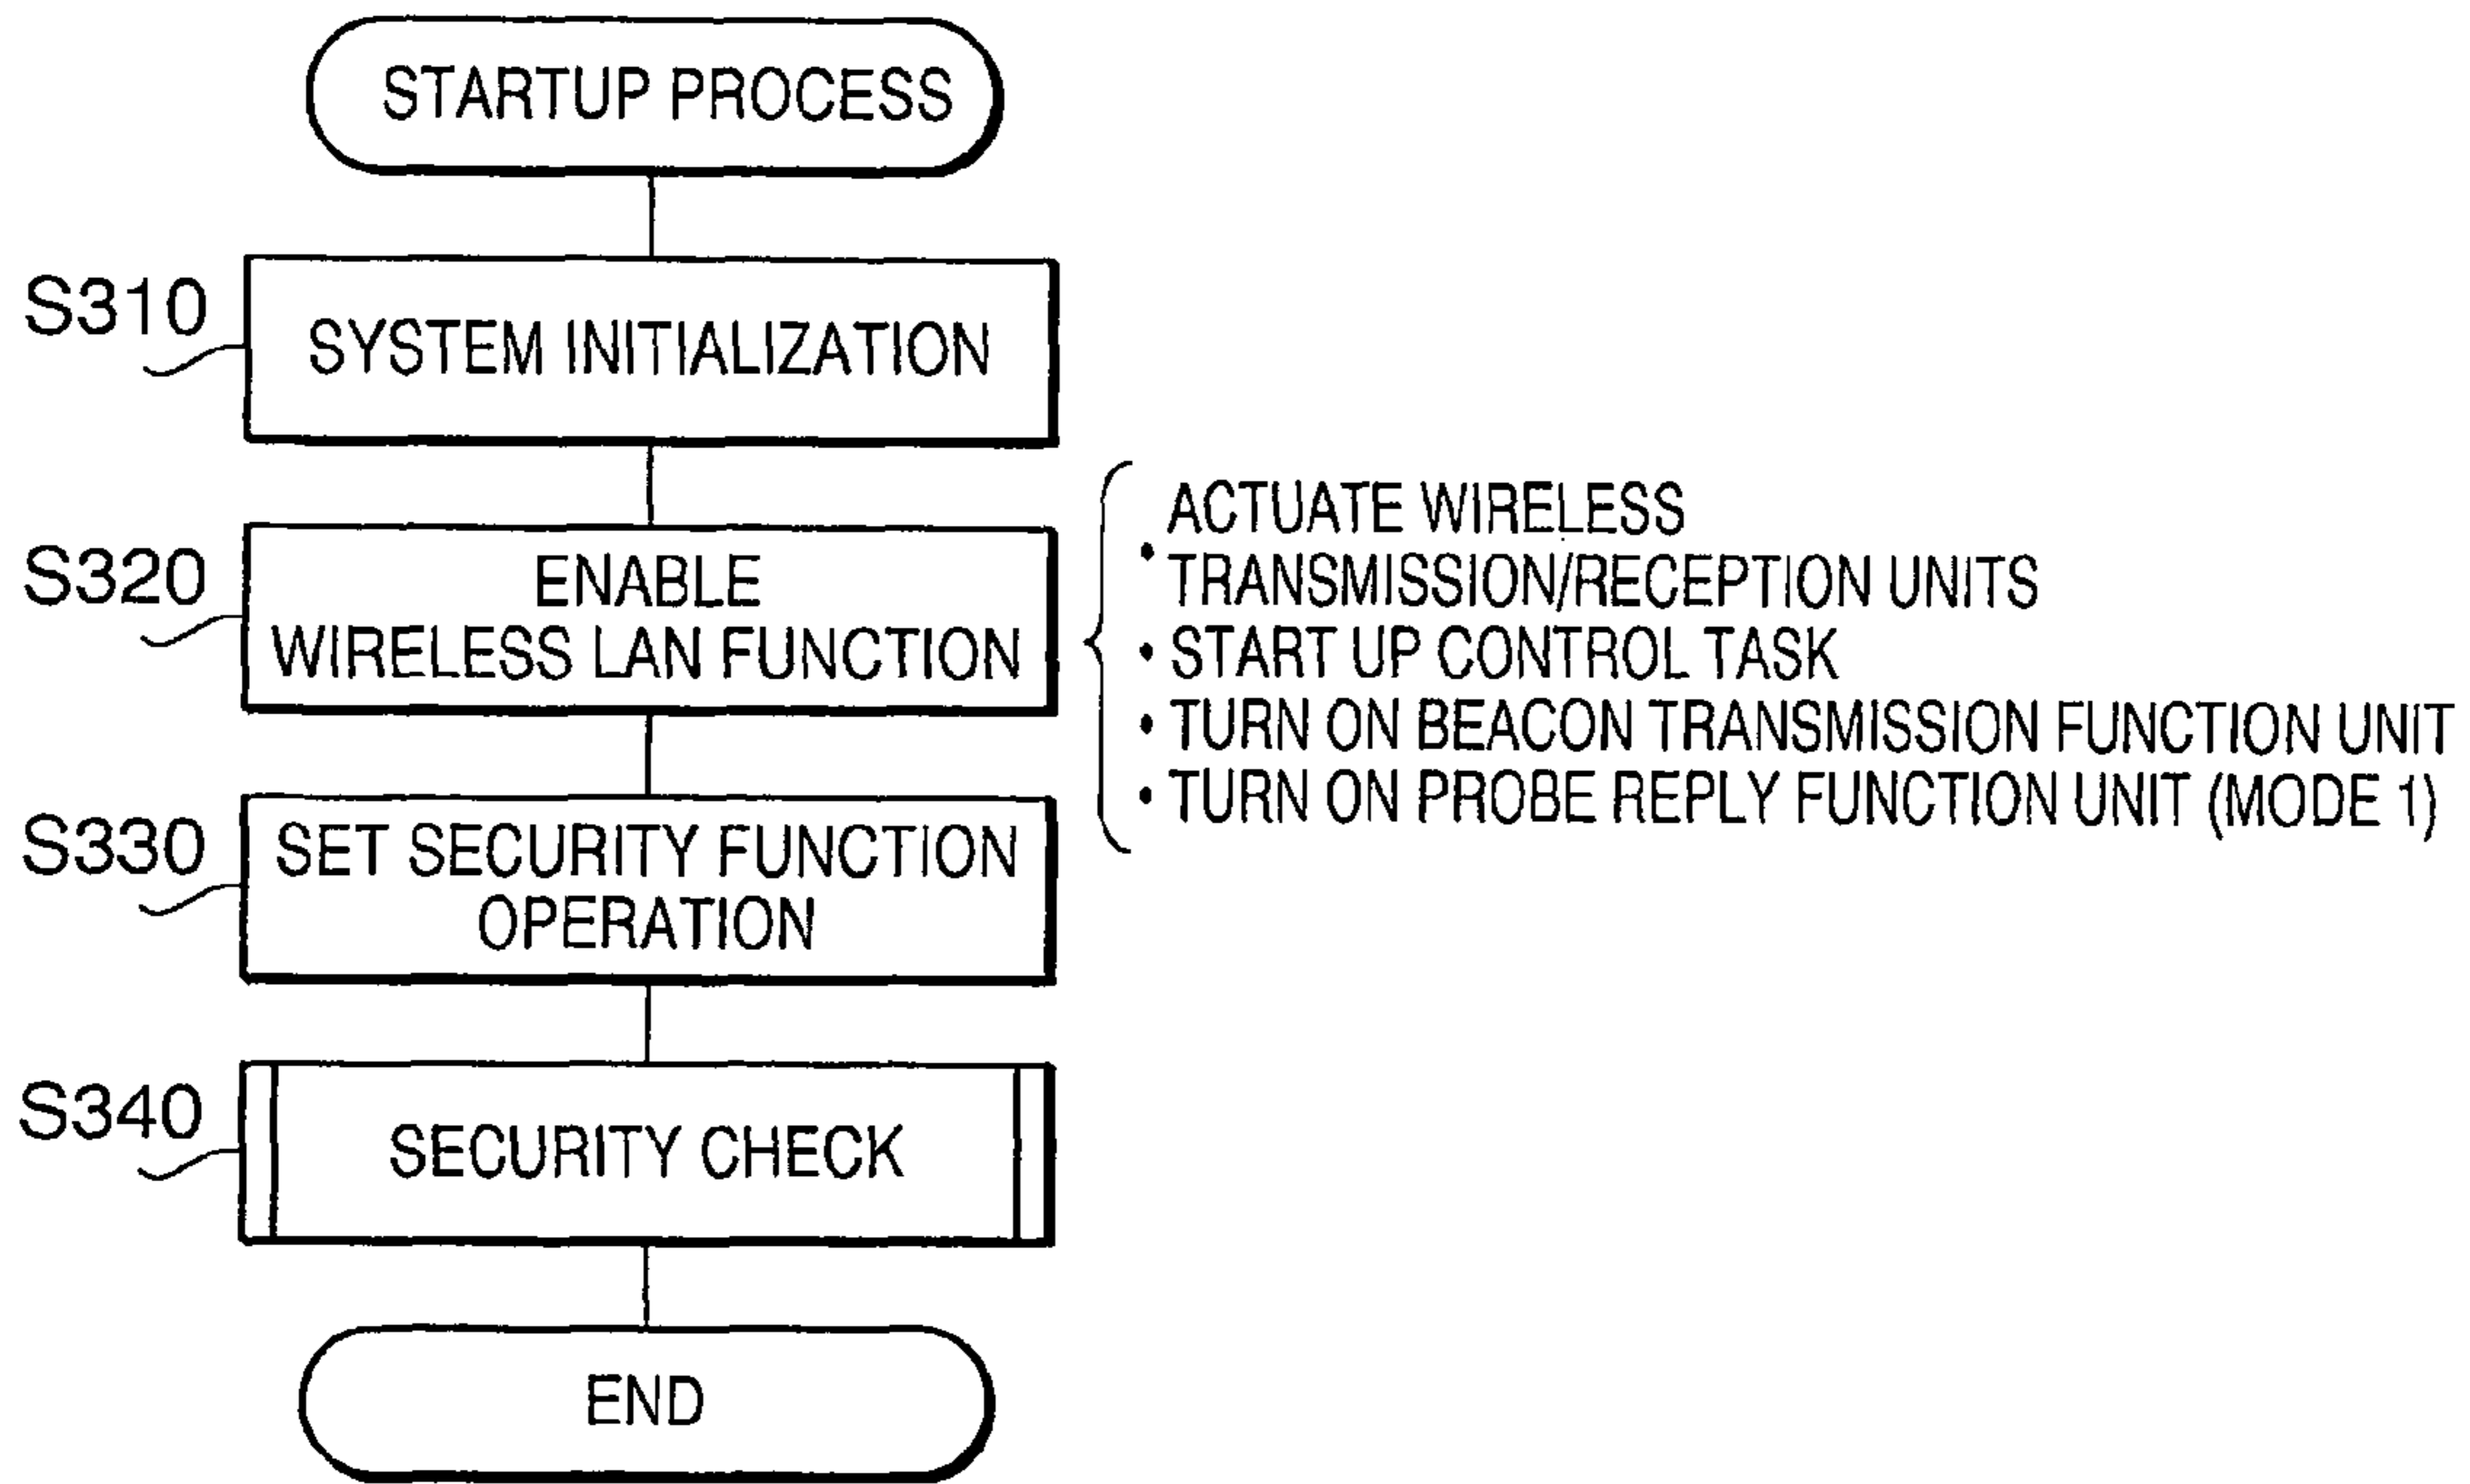 STARTUP PROCESS
S310
SYSTEM INITIALIZATION
S320
ENABLE
WIRELESS LAN FUNCTION
• ACTUATE WIRELESS
TRANSMISSION/RECEPTION UNITS
• START UP CONTROL TASK
• TURN ON BEACON TRANSMISSION FUNCTION UNIT
• TURN ON PROBE REPLY FUNCTION UNIT (MODE 1)
S330
SET SECURITY FUNCTION
OPERATION
S340
SECURITY CHECK
END